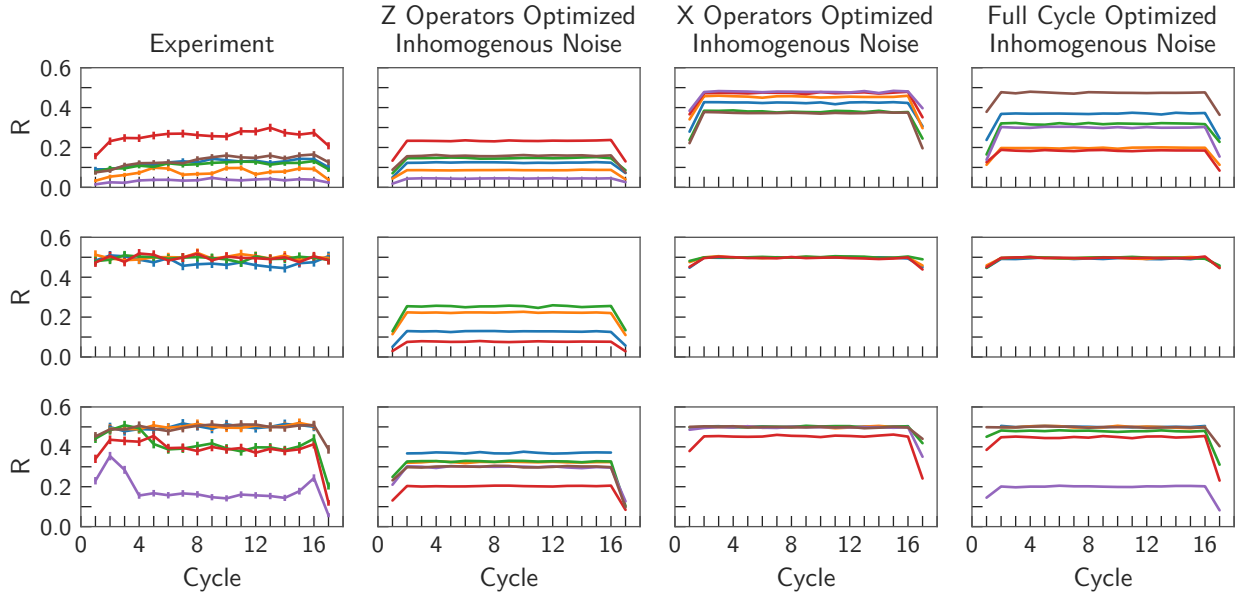 Experiment
Z Operators Optimized
Inhomogenous Noise
X Operators Optimized
Inhomogenous Noise
Full Cycle Optimized
Inhomogenous Noise
0.6
0.4
0.2
0.0
R
0.6
0.4
0.2
0.0
R
0.6
0.4
0.2
0.0
R
0 4 8 12 16
0 4 8 12 16
0 4 8 12 16
0 4 8 12 16
Cycle
Cycle
Cycle
Cycle